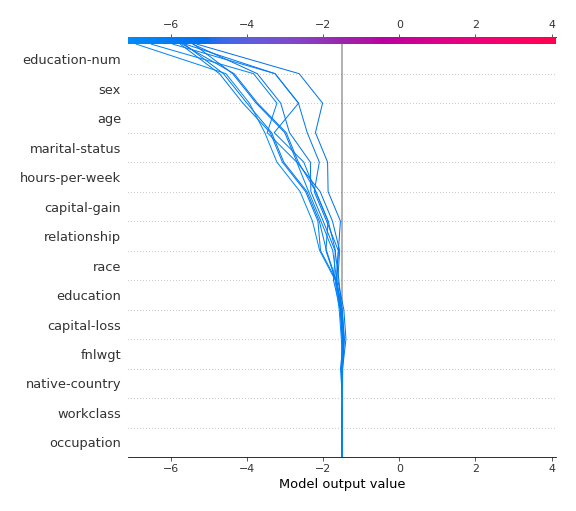 −6 −4 −2 0 2 4
education-num
sex
age
marital-status
hours-per-week
capital-gain
relationship
race
education
capital-loss
fnlwgt
native-country
workclass
occupation
−6 −4 −2 0 2 4
Model output value